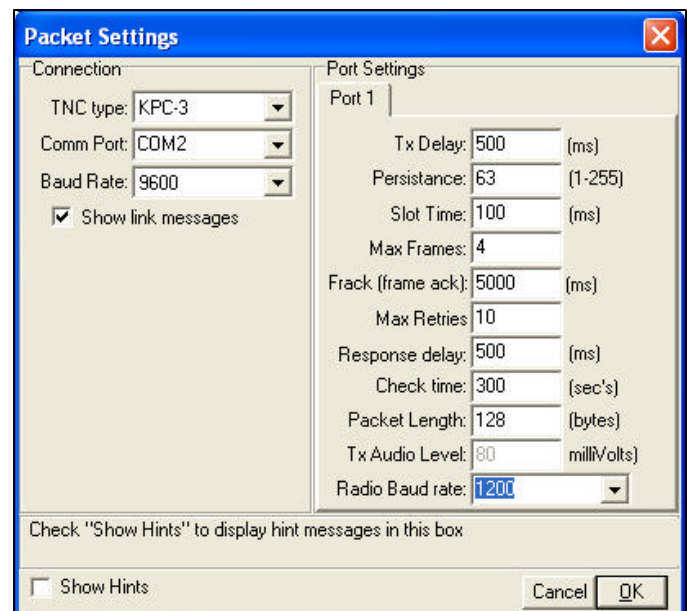 Packet Settings
Connection
TNC type: KPC-3
Comm Port: COM2
Baud Rate: 9600
Show link messages
Port Settings
Port 1
Tx Delay: 500 (ms)
Persistance: 63 (1-255)
Slot Time: 100 (ms)
Max Frames: 4
Frack (frame ack): 5000 (ms)
Max Retries 10
Response delay: 500 (ms)
Check time: 300 (sec's)
Packet Length: 128 (bytes)
Tx Audio Level: 80 milliVolts)
Radio Baud rate: 1200
Check "Show Hints" to display hint messages in this box
Show Hints
Cancel OK